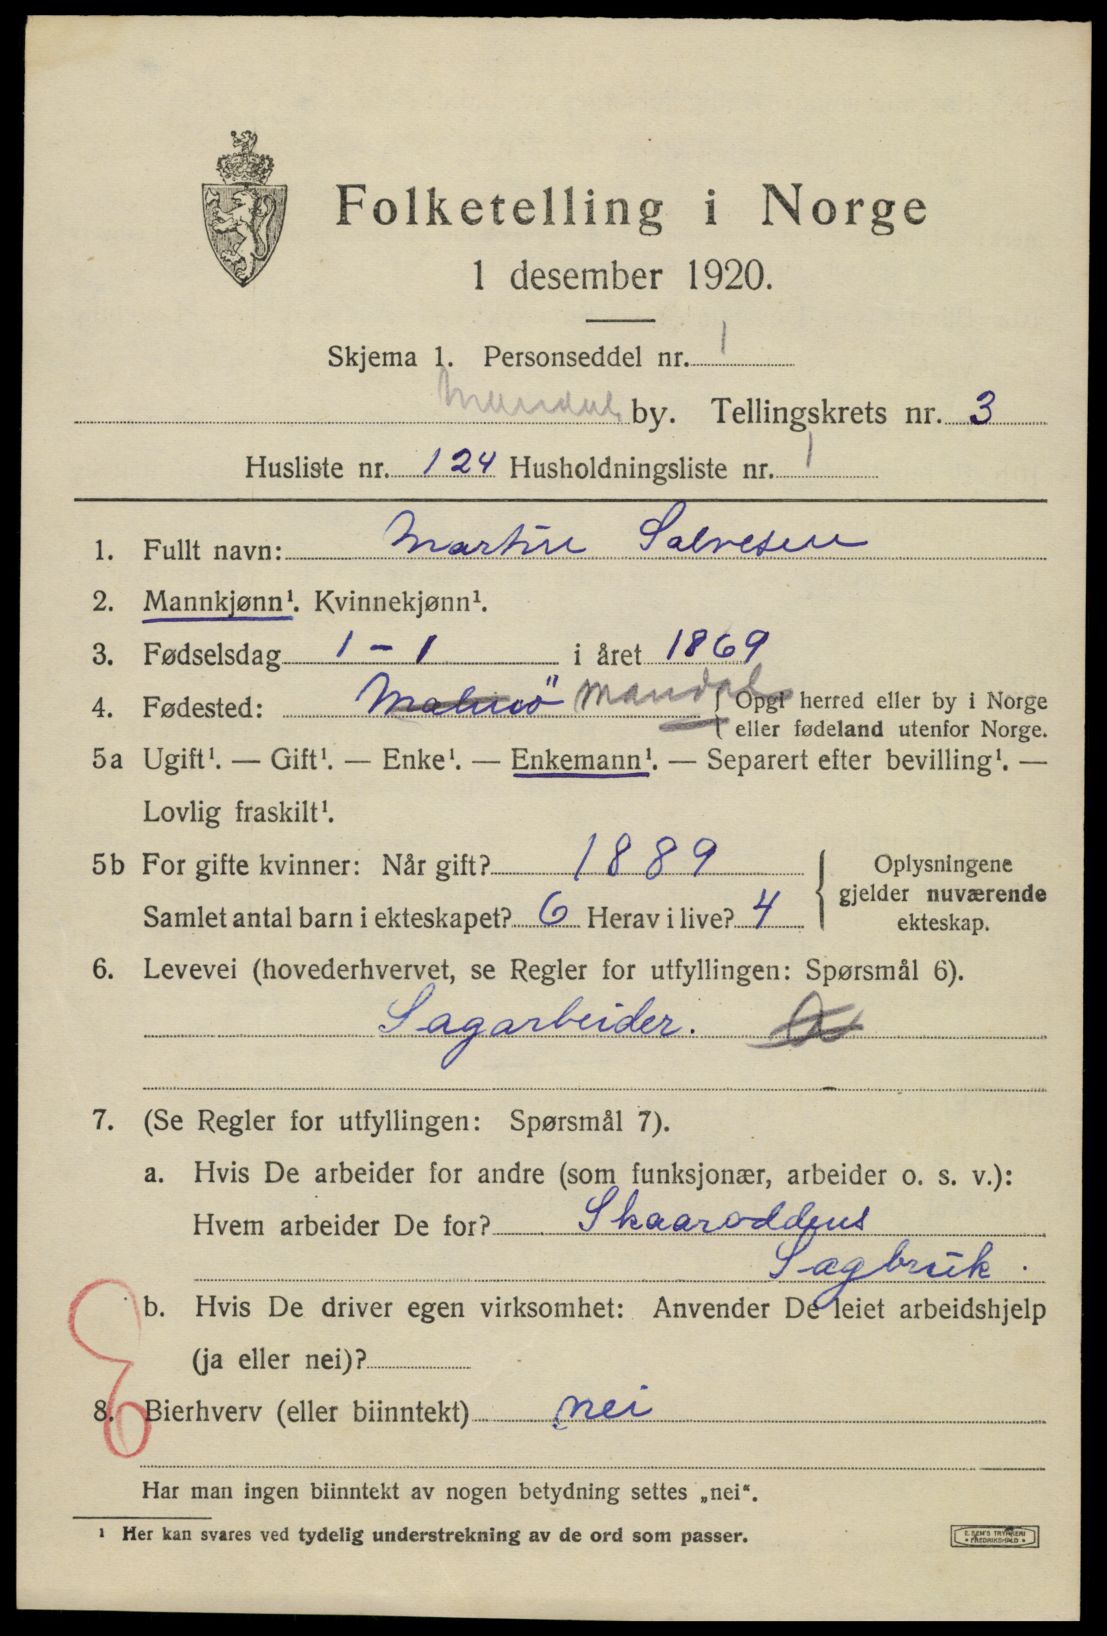 Folketelling i Norge
1 desember 1920.
Skjema 1. Personseddel nr. 1
Mandal by. Tellingskrets nr. 3
Husliste nr. 124 Husholdningsliste nr. 1
1. Fullt navn: Martin Salvesen
2. Mannkjønn¹. Kvinnekjønn¹.
3. Fødselsdag 1 - 1 i året 1869
4. Fødested: Malmö Mandal { Opgi herred eller by i Norge
eller fødeland utenfor Norge.
5a Ugift¹. — Gift¹. — Enke¹. — Enkemann¹. — Separert efter bevilling¹. —
Lovlig fraskilt¹.
5b For gifte kvinner: Når gift? 1889 { Oplysningene
gjelder nuværende
ekteskap.
Samlet antal barn i ekteskapet? 6 Herav i live? 4
6. Levevei (hovederhvervet, se Regler for utfyllingen: Spørsmål 6).
Sagarbeider.
7. (Se Regler for utfyllingen: Spørsmål 7).
a. Hvis De arbeider for andre (som funksjonær, arbeider o. s. v.):
Hvem arbeider De for? Skaaroddens
Sagbruk.
b. Hvis De driver egen virksomhet: Anvender De leiet arbeidshjelp
(ja eller nei)?
8. Bierhverv (eller biinntekt) nei
Har man ingen biinntekt av nogen betydning settes „nei“.
¹ Her kan svares ved tydelig understrekning av de ord som passer.
E. SEM'S TRYKKERI
FREDRIKSHALD